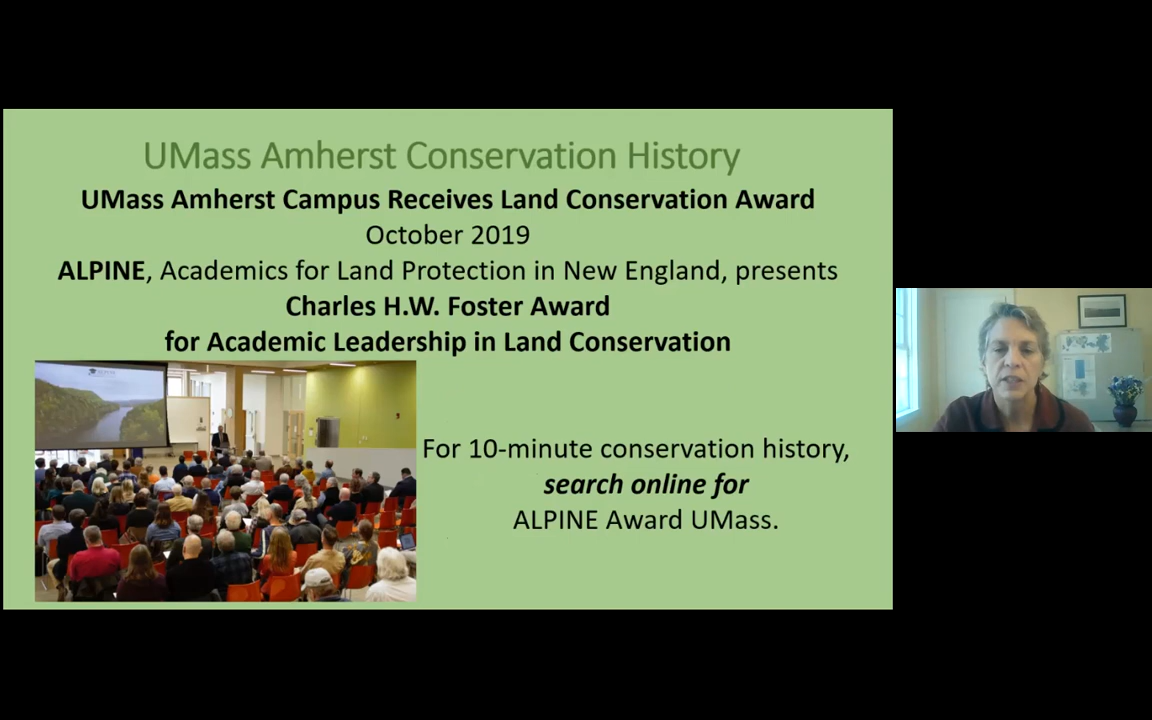 UMass Amherst Conservation History
UMass Amherst Campus Receives Land Conservation Award
October 2019
ALPINE, Academics for Land Protection in New England, presents
Charles H.W. Foster Award
for Academic Leadership in Land Conservation
For 10-minute conservation history,
search online for
ALPINE Award UMass.